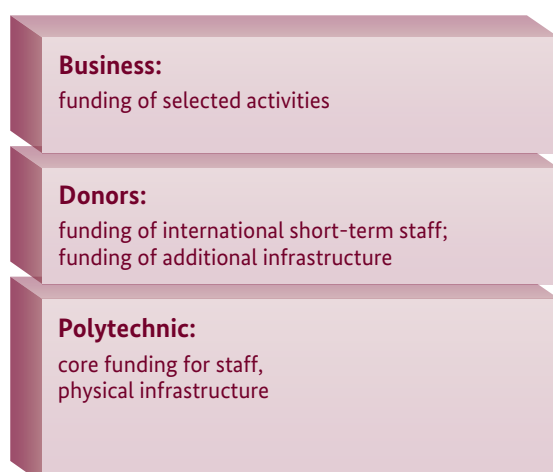 Business:
funding of selected activities
Donors:
funding of international short-term staff;
funding of additional infrastructure
Polytechnic:
core funding for staff,
physical infrastructure